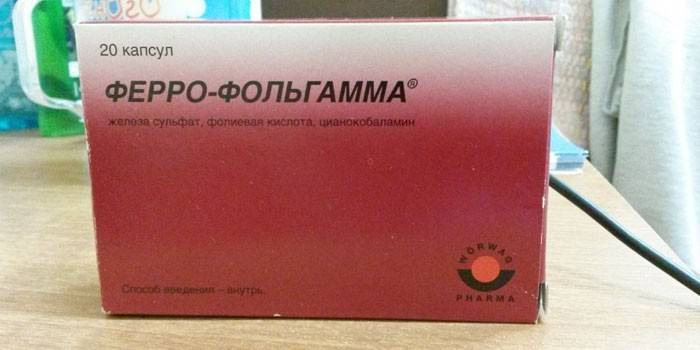 20 капсул
ФЕРРО-ФОЛЬГАММА®
железа сульфат, фолиевая кислота, цианокобаламин
WÖRWAG
PHARMA
Способ введения – внутрь.